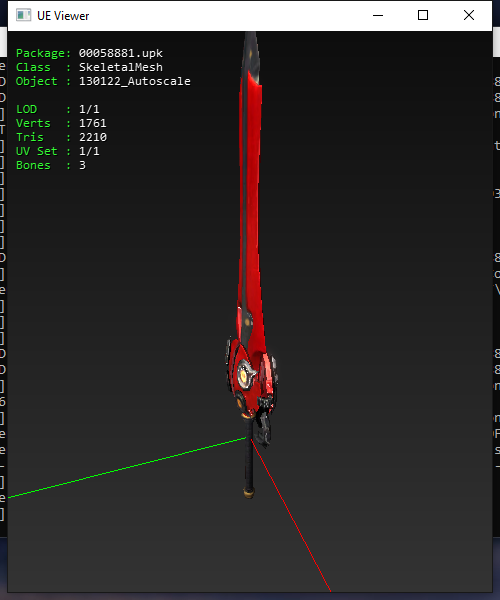 UE Viewer
Package: 00058881.upk
Class  : SkeletalMesh
Object : 130122_Autoscale
LOD    : 1/1
Verts  : 1761
Tris   : 2210
UV Set : 1/1
Bones  : 3